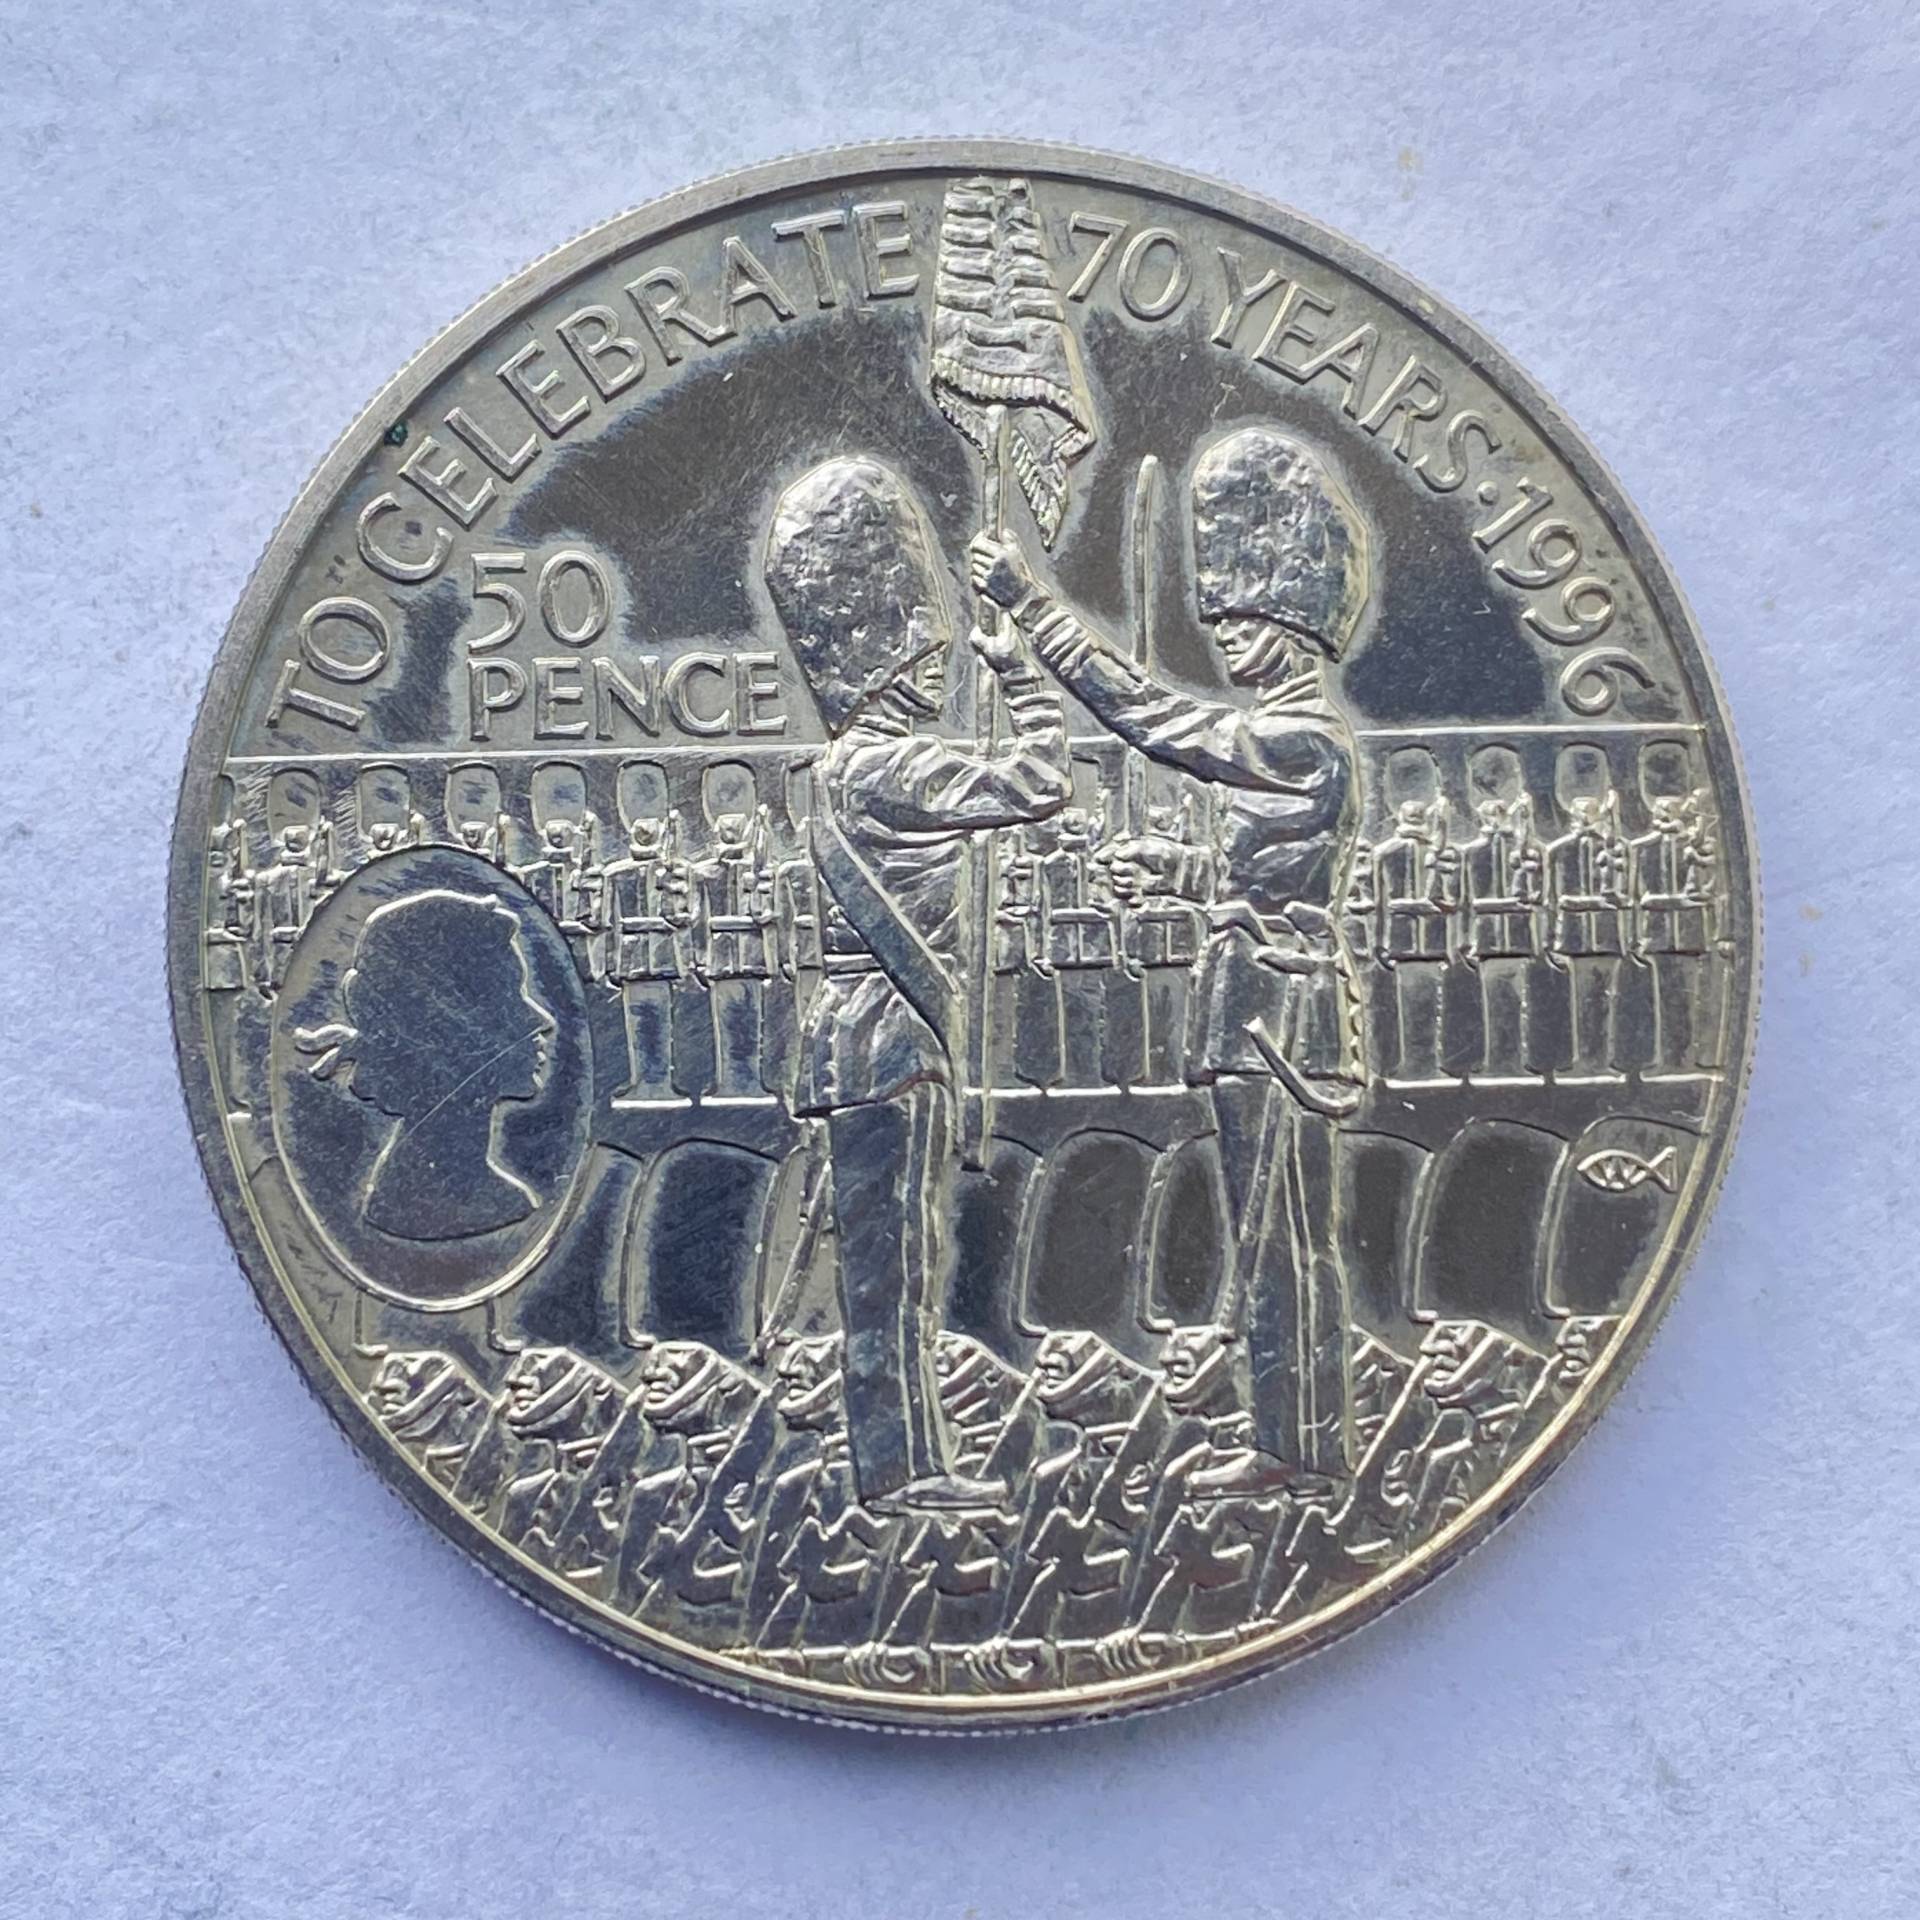 TO CELEBRATE 70 YEARS · 1996
50
PENCE